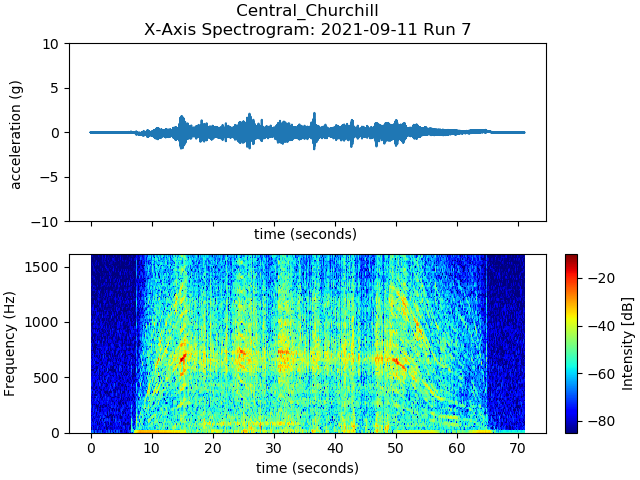 Central_Churchill
X-Axis Spectrogram: 2021-09-11 Run 7
10
5
0
−5
−10
acceleration (g)
time (seconds)
1500
1000
500
0
Frequency (Hz)
0 10 20 30 40 50 60 70
time (seconds)
−20
−40
−60
−80
Intensity [dB]